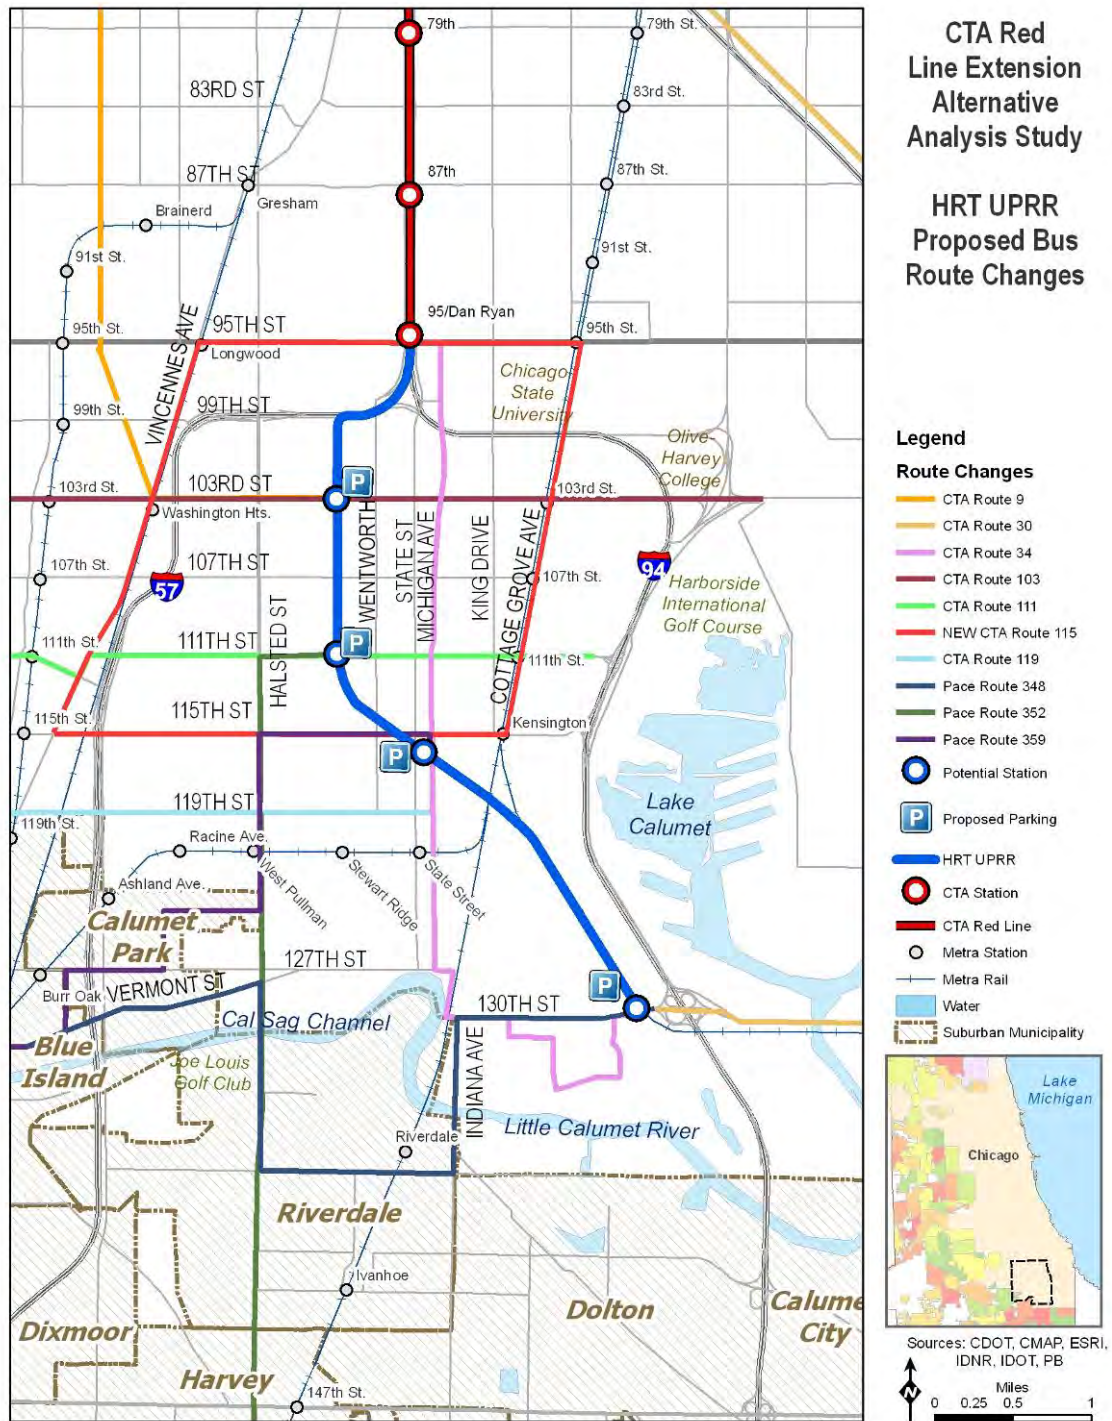 CTA Red
Line Extension
Alternative
Analysis Study
HRT UPRR
Proposed Bus
Route Changes
79th
79th St.
83RD ST
83rd St.
87TH ST
87th
87th St.
Gresham
Brainerd
91st St.
91st St.
95/Dan Ryan
95th St.
95TH ST
95th St.
Longwood
VINCENNES AVE
Chicago
State
University
99TH ST
99th St.
Olive-
Harvey
College
103rd St.
103RD ST
P
103rd St.
Washington Hts.
WENTWORTH
STATE ST
MICHIGAN AVE
KING DRIVE
COTTAGE GROVE AVE
107th St.
107TH ST
107th St.
57
94
Harborside
International
Golf Course
HALSTED ST
111th St.
111TH ST
P
111th St.
115th St.
115TH ST
Kensington
P
119TH ST
119th St.
Lake
Calumet
Racine Ave.
West Pullman
Stewart Ridge
State Street
Ashland Ave.
Calumet
Park
127TH ST
Burr Oak
VERMONT ST
P
130TH ST
Cal Sag Channel
Blue
Island
Joe Louis
Golf Club
INDIANA AVE
Little Calumet River
Riverdale
Riverdale
Ivanhoe
Dolton
Calume
City
Dixmoor
Harvey
147th St.
Legend
Route Changes
CTA Route 9
CTA Route 30
CTA Route 34
CTA Route 103
CTA Route 111
NEW CTA Route 115
CTA Route 119
Pace Route 348
Pace Route 352
Pace Route 359
Potential Station
P Proposed Parking
HRT UPRR
CTA Station
CTA Red Line
Metra Station
Metra Rail
Water
Suburban Municipality
Lake
Michigan
Chicago
Sources: CDOT, CMAP, ESRI,
IDNR, IDOT, PB
N
Miles
0 0.25 0.5 1